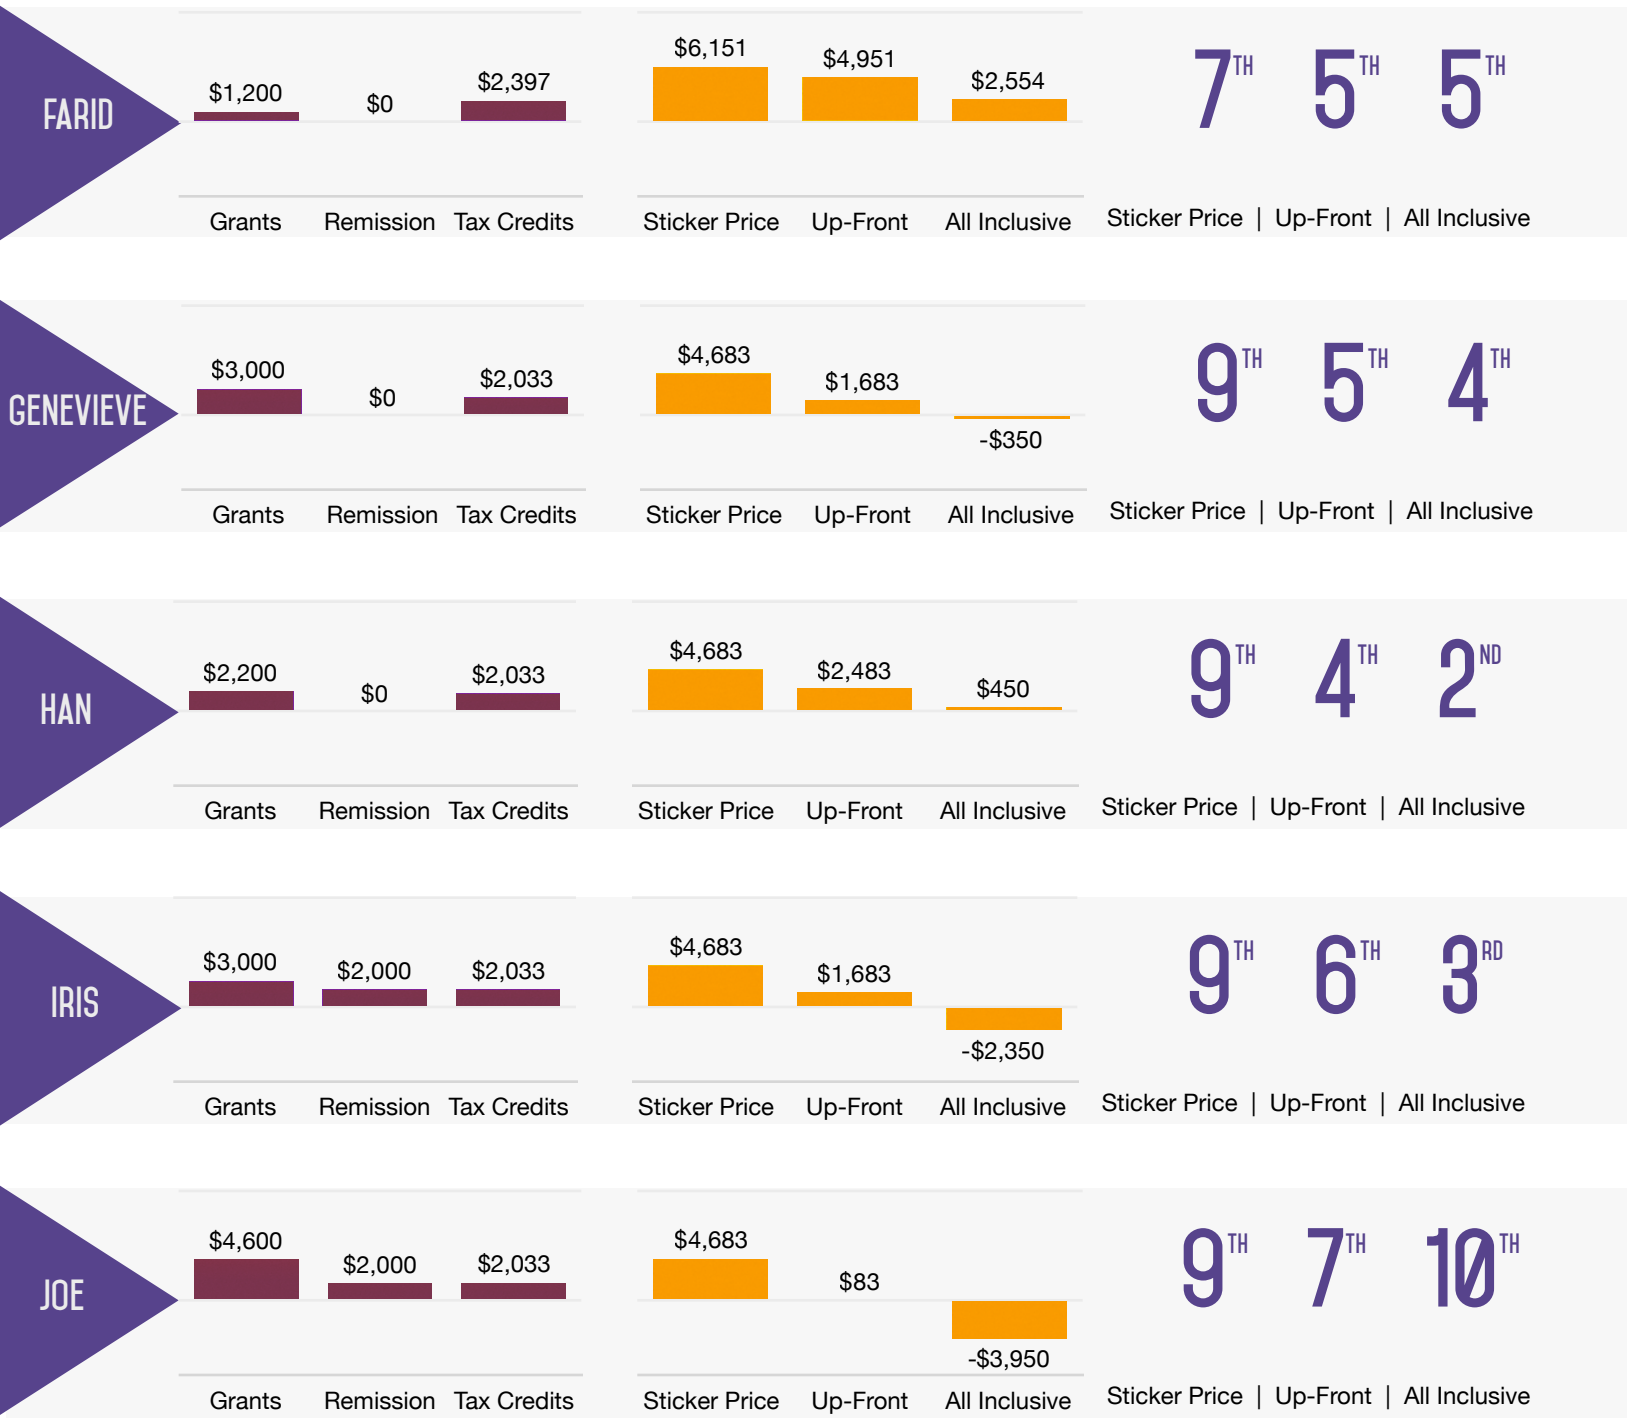 FARID
$1,200 $0 $2,397
Grants Remission Tax Credits
$6,151 $4,951 $2,554
Sticker Price Up-Front All Inclusive
7TH 5TH 5TH
Sticker Price | Up-Front | All Inclusive
GENEVIEVE
$3,000 $0 $2,033
Grants Remission Tax Credits
$4,683 $1,683 -$350
Sticker Price Up-Front All Inclusive
9TH 5TH 4TH
Sticker Price | Up-Front | All Inclusive
HAN
$2,200 $0 $2,033
Grants Remission Tax Credits
$4,683 $2,483 $450
Sticker Price Up-Front All Inclusive
9TH 4TH 2ND
Sticker Price | Up-Front | All Inclusive
IRIS
$3,000 $2,000 $2,033
Grants Remission Tax Credits
$4,683 $1,683 -$2,350
Sticker Price Up-Front All Inclusive
9TH 6TH 3RD
Sticker Price | Up-Front | All Inclusive
JOE
$4,600 $2,000 $2,033
Grants Remission Tax Credits
$4,683 $83 -$3,950
Sticker Price Up-Front All Inclusive
9TH 7TH 10TH
Sticker Price | Up-Front | All Inclusive